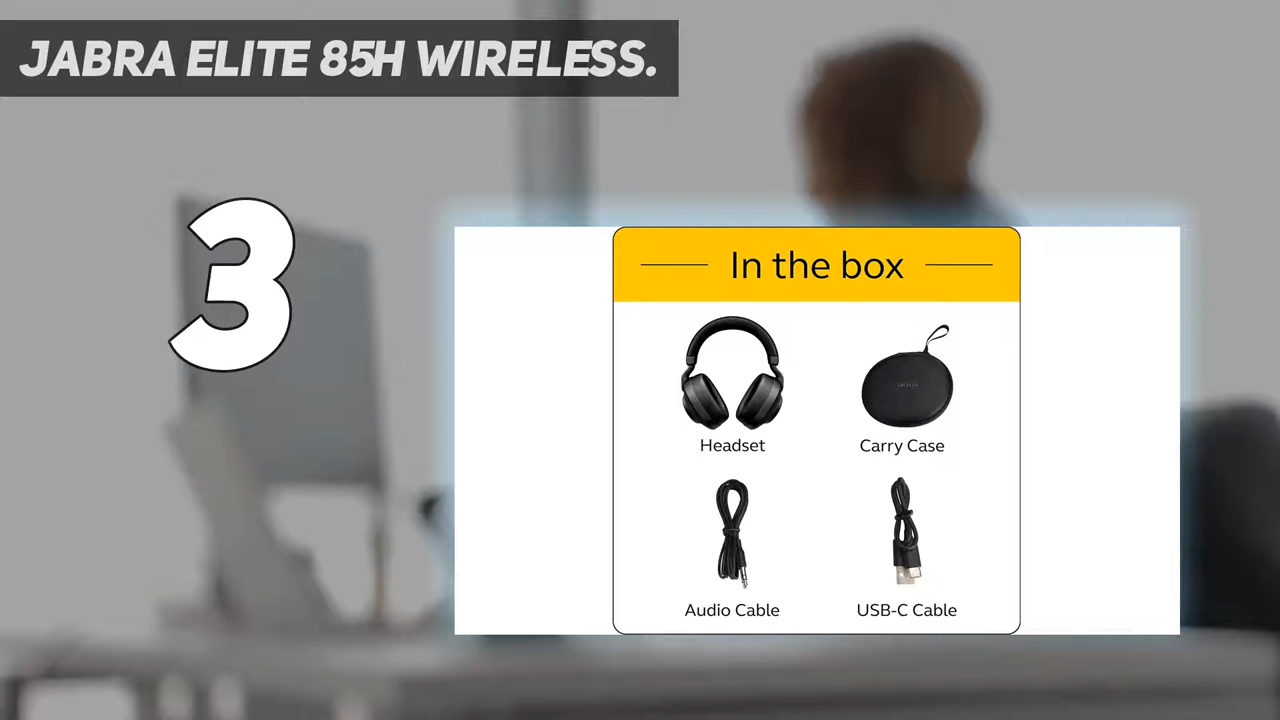 JABRA ELITE 85H WIRELESS.
3
In the box
Headset
Carry Case
Audio Cable
USB-C Cable